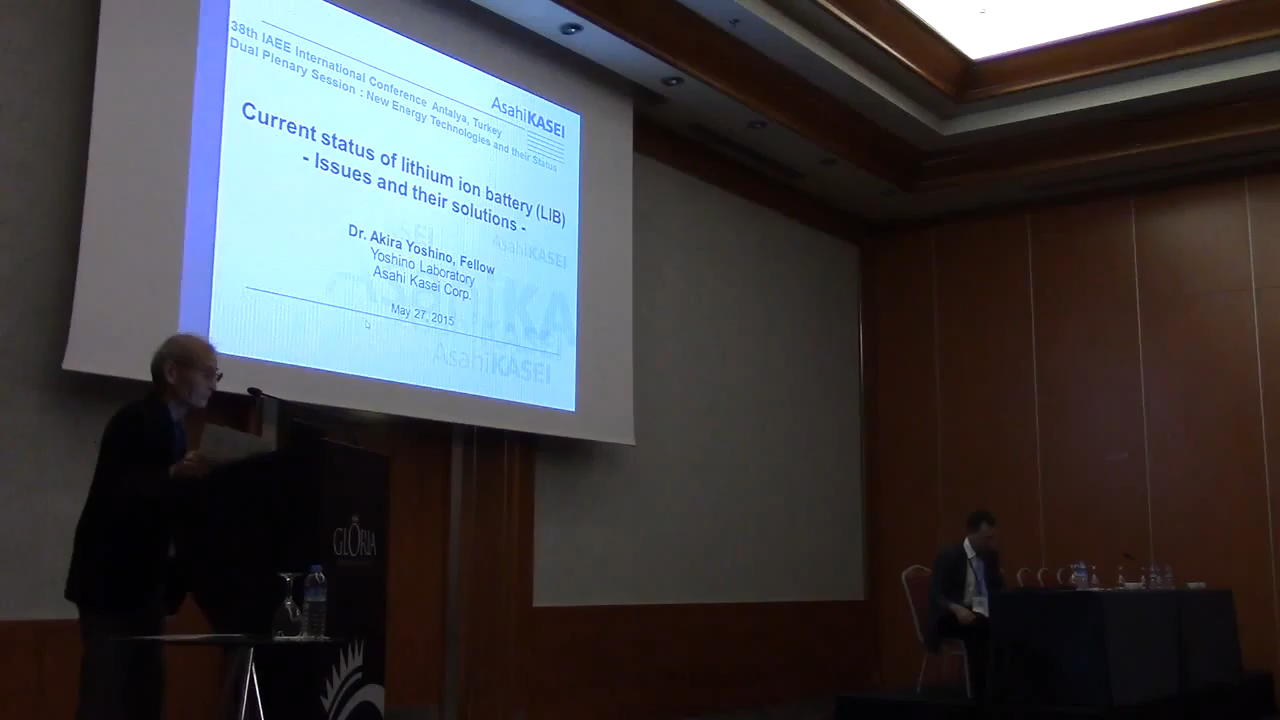 38th IAEE International Conference Antalya, Turkey
Dual Plenary Session : New Energy Technologies and their Status
AsahiKASEI
Current status of lithium ion battery (LIB)
- Issues and their solutions -
Dr. Akira Yoshino, Fellow
Yoshino Laboratory
Asahi Kasei Corp.
May 27, 2015
AsahiKASEI
AsahiKA
AsahiKASEI
GLORIA